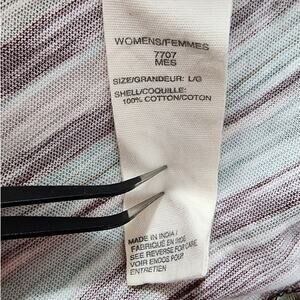 WOMENS/FEMMES
7707
MES
SIZE/GRANDEUR: L/G
SHELL/COQUILLE:
100% COTTON/COTON
MADE IN INDIA /
FABRIQUÉ EN INDE
SEE REVERSE FOR CARE.
VOIR ENDOS POUR
ENTRETIEN